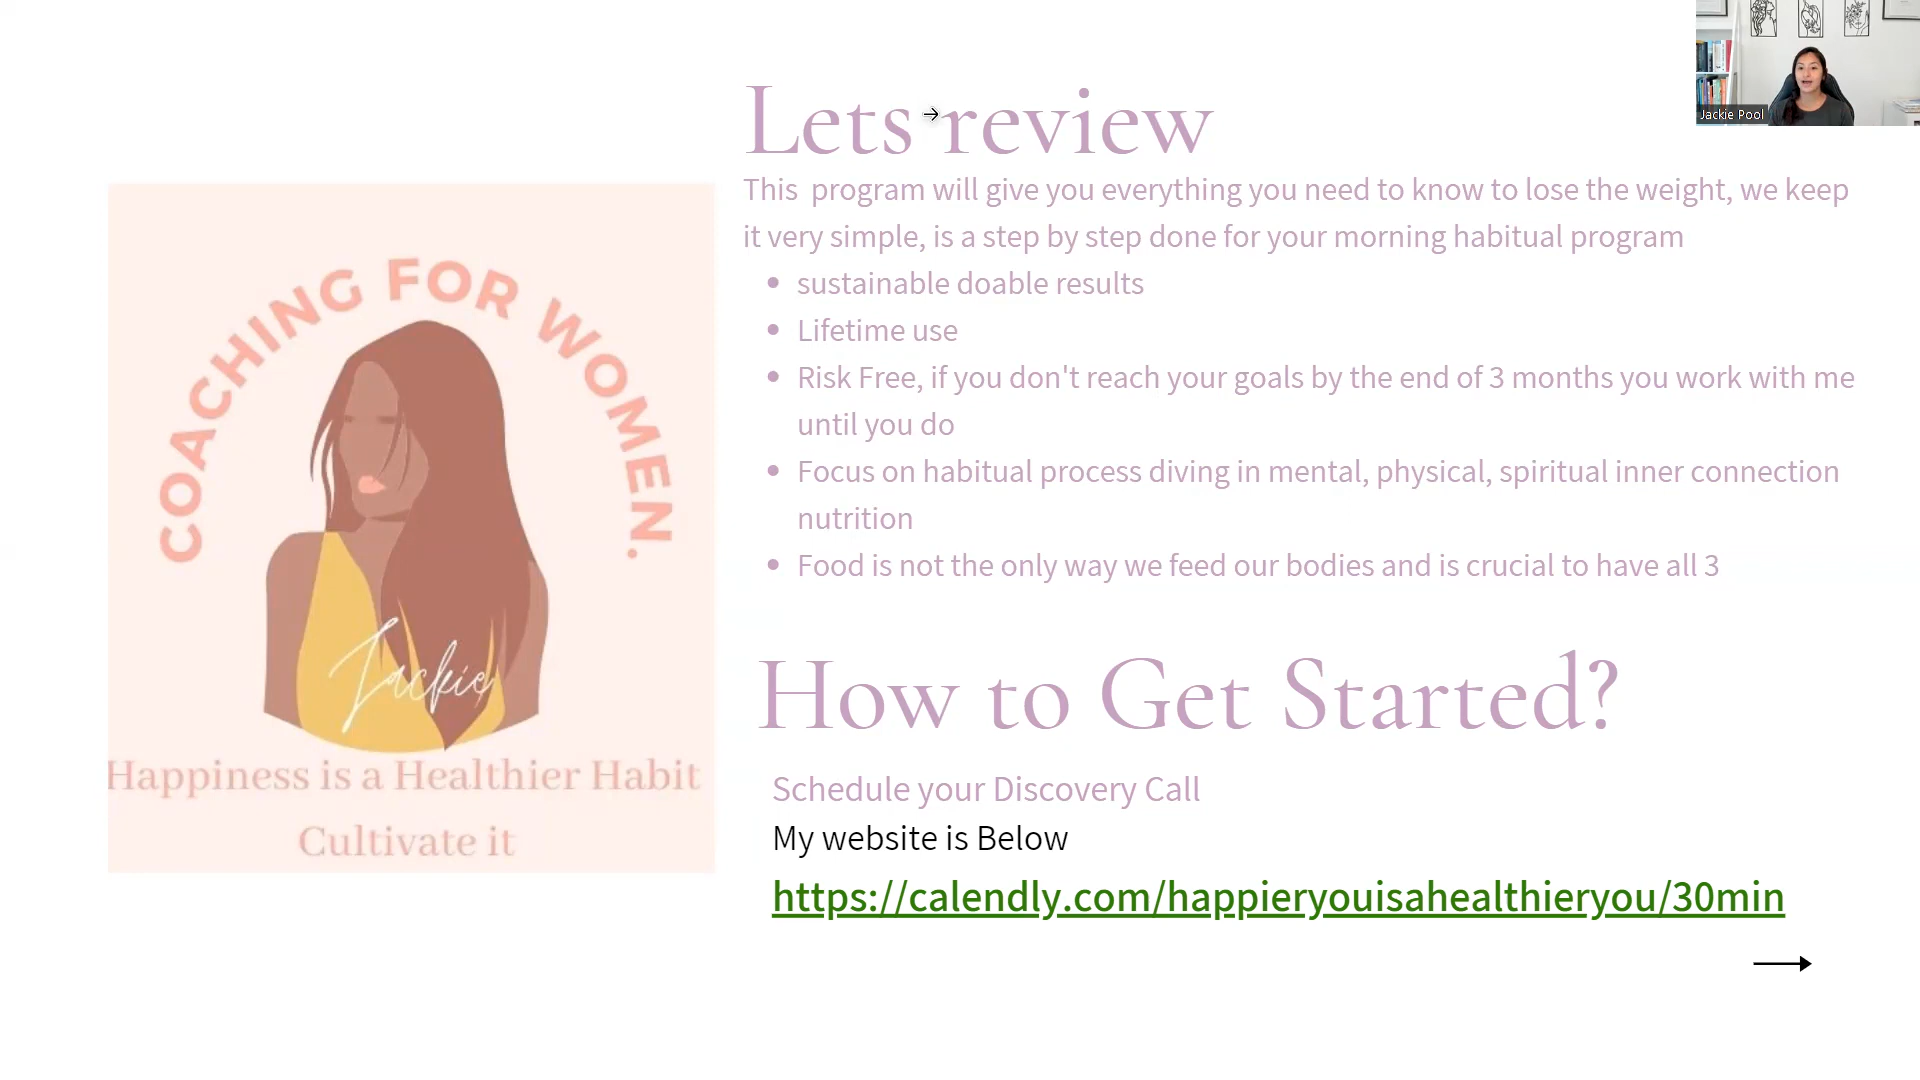 Jackie Pool
Lets review
This program will give you everything you need to know to lose the weight, we keep
it very simple, is a step by step done for your morning habitual program
• sustainable doable results
• Lifetime use
• Risk Free, if you don't reach your goals by the end of 3 months you work with me
until you do
• Focus on habitual process diving in mental, physical, spiritual inner connection
nutrition
• Food is not the only way we feed our bodies and is crucial to have all 3
COACHING FOR WOMEN.
Jackie
Happiness is a Healthier Habit
Cultivate it
How to Get Started?
Schedule your Discovery Call
My website is Below
https://calendly.com/happieryouisahealthieryou/30min